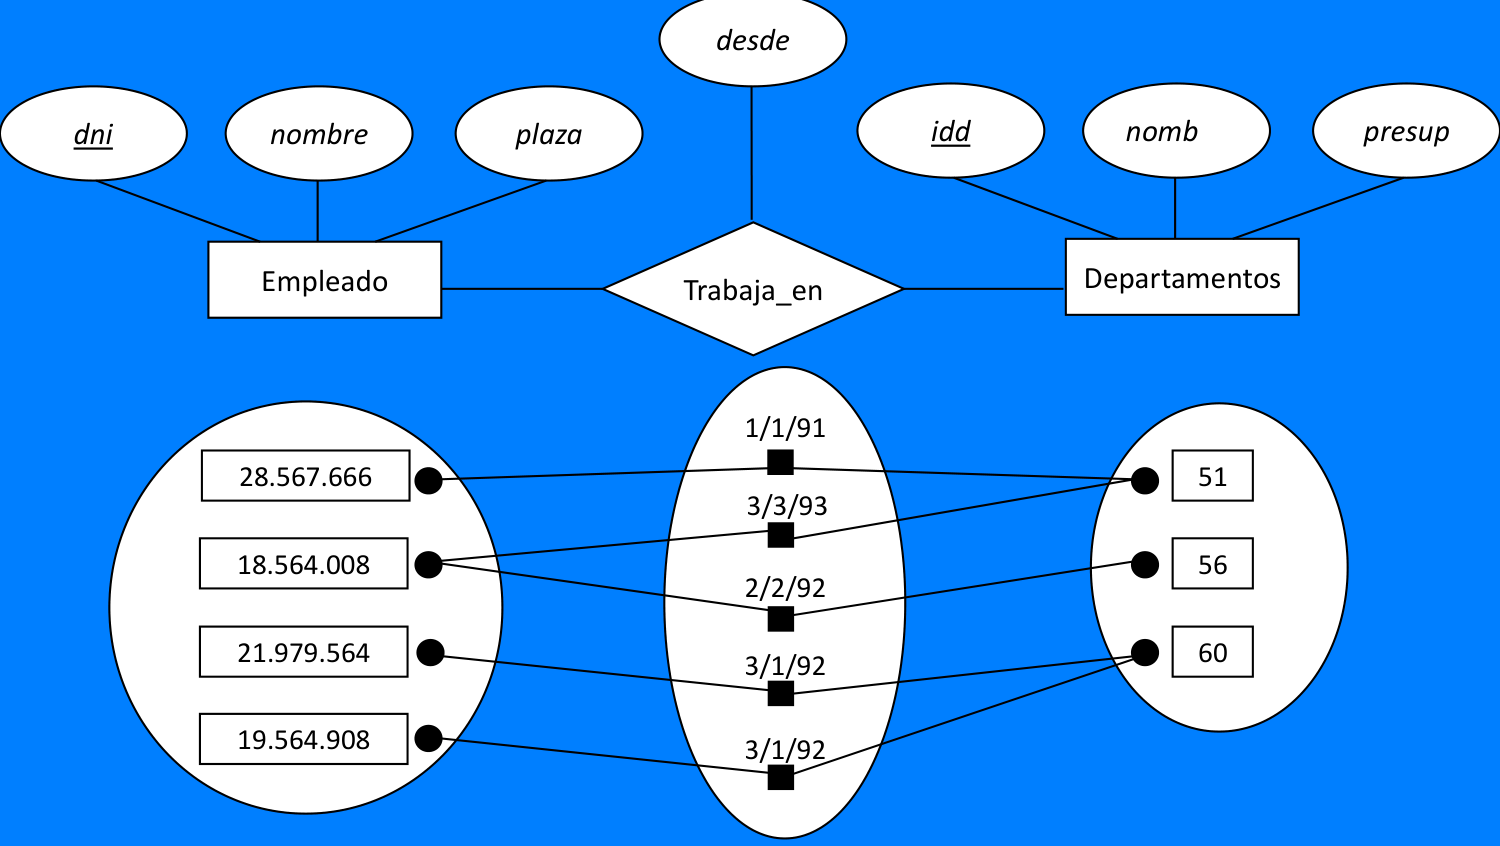 desde
dni
nombre
plaza
idd
nomb
presup
Empleado
Trabaja_en
Departamentos
1/1/91
28.567.666
51
3/3/93
18.564.008
56
2/2/92
21.979.564
60
3/1/92
19.564.908
3/1/92